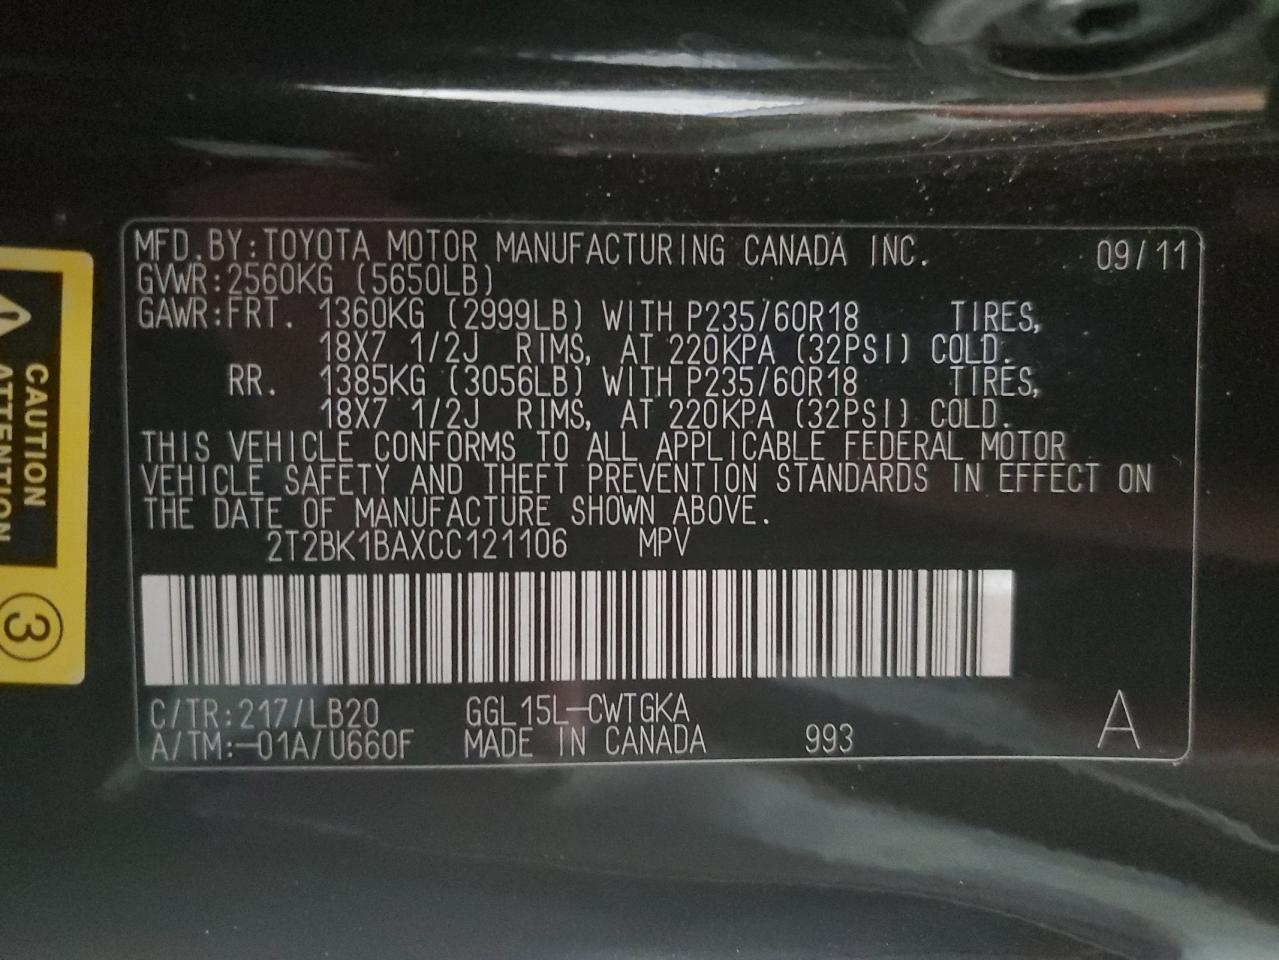 MFD.BY:TOYOTA MOTOR MANUFACTURING CANADA INC. 09/11
GVWR:2560KG (5650LB)
GAWR:FRT. 1360KG (2999LB) WITH P235/60R18 TIRES,
18X7 1/2J RIMS, AT 220KPA (32PSI) COLD.
RR. 1385KG (3056LB) WITH P235/60R18 TIRES,
18X7 1/2J RIMS, AT 220KPA (32PSI) COLD.
THIS VEHICLE CONFORMS TO ALL APPLICABLE FEDERAL MOTOR
VEHICLE SAFETY AND THEFT PREVENTION STANDARDS IN EFFECT ON
THE DATE OF MANUFACTURE SHOWN ABOVE.
2T2BK1BAXCC121106 MPV
C/TR:217/LB20 GGL15L-CWTGKA
A/TM:-01A/U660F MADE IN CANADA 993 A
CAUTION
ATTENTION
3